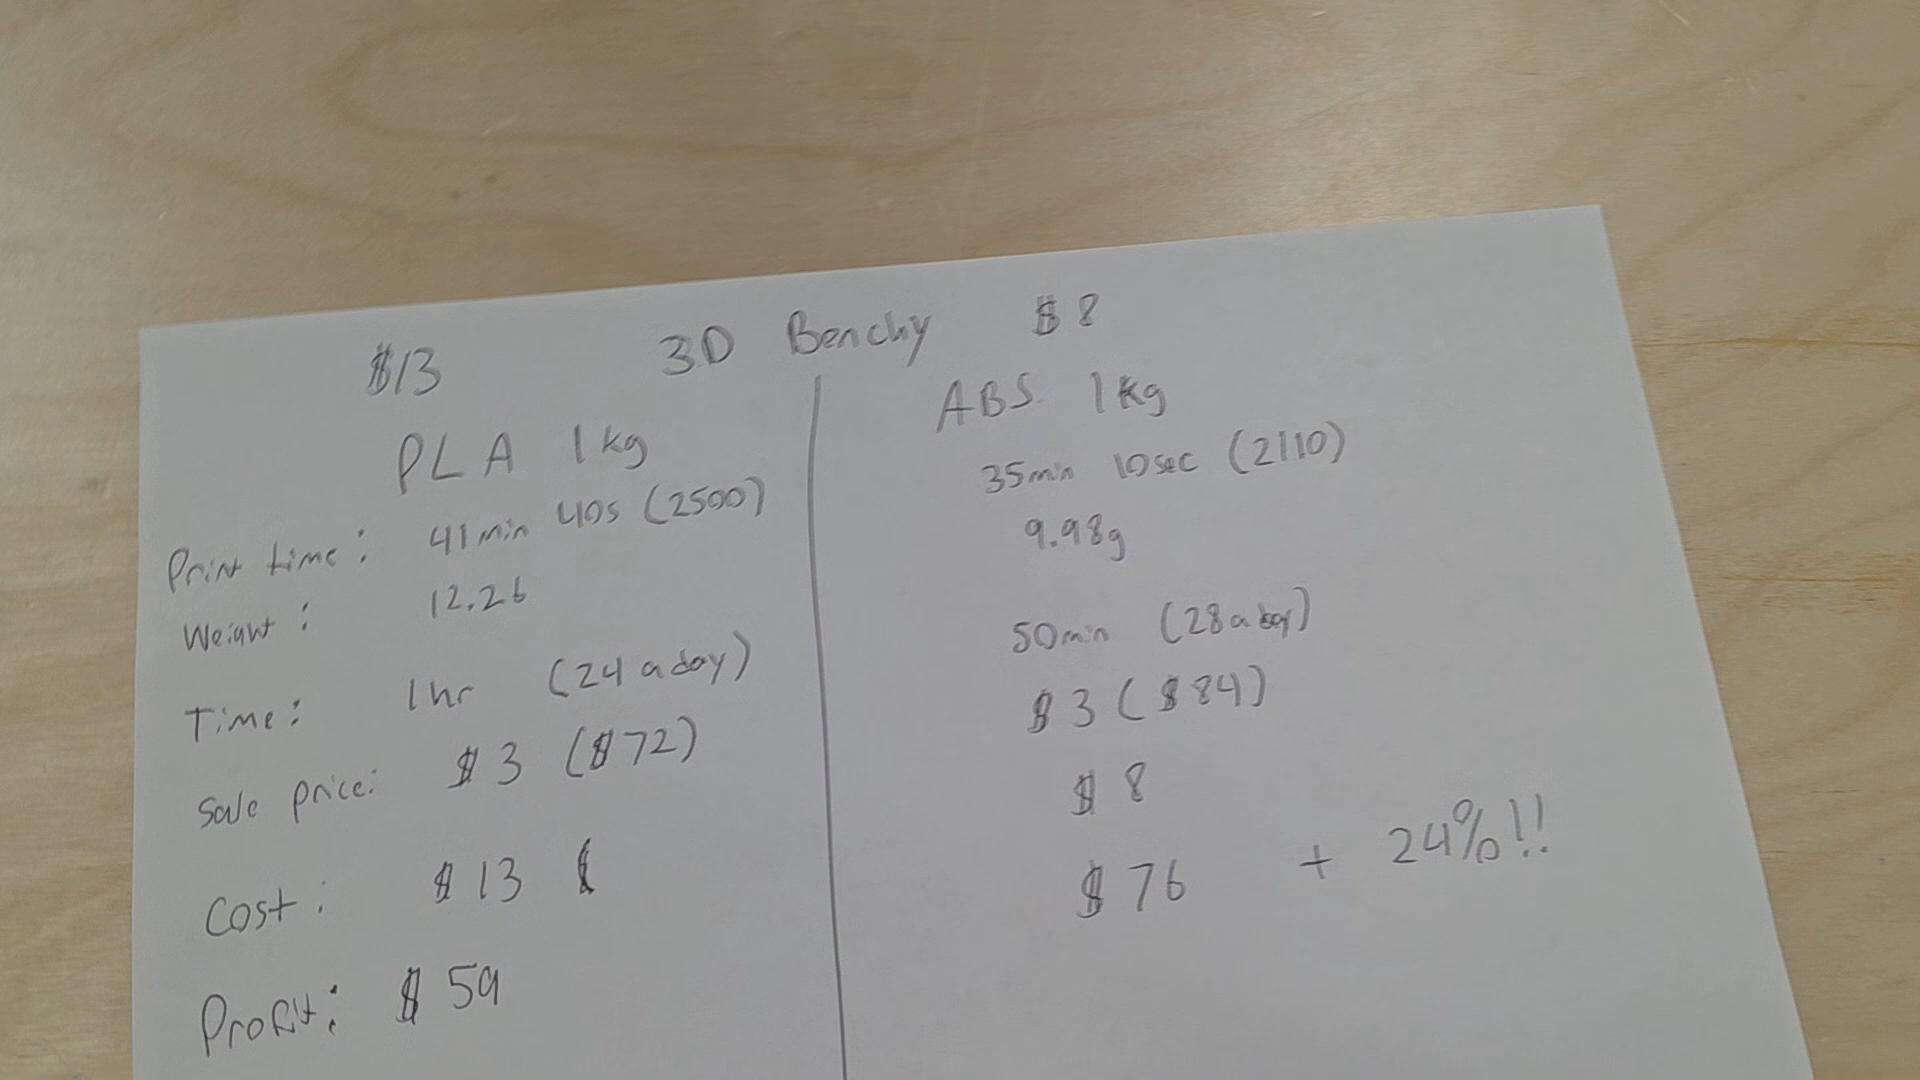 $13 3D Benchy $8
PLA 1kg
Print time: 41min 40s (2500)
Weight: 12.26
Time: 1hr (24 a day)
Sale price: $3 ($72)
Cost: $13
Profit: $59
ABS 1kg
35min 10sec (2110)
9.98g
50min (28 a day)
$3 ($84)
$8
$76 + 24%!!